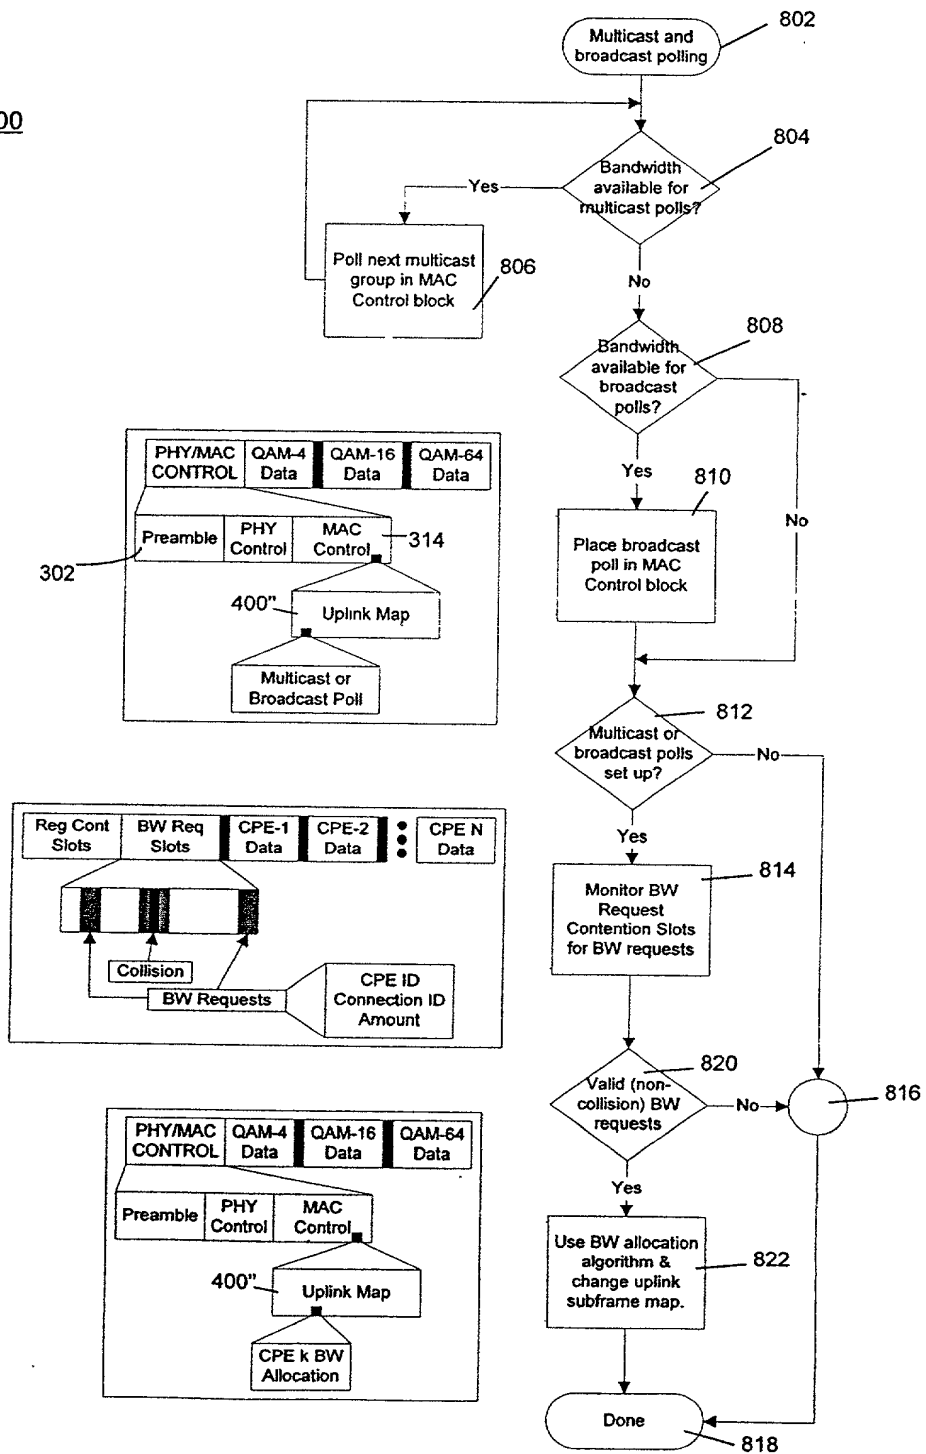 802
Multicast and
broadcast polling
00
804
Bandwidth
available for
multicast polls?
Yes
Poll next multicast
group in MAC
Control block
806
No
808
Bandwidth
available for
broadcast
polls?
Yes
No
810
Place broadcast
poll in MAC
Control block
PHY/MAC
CONTROL
QAM-4
Data
QAM-16
Data
QAM-64
Data
Preamble
PHY
Control
MAC
Control
314
302
400"
Uplink Map
Multicast or
Broadcast Poll
812
Multicast or
broadcast polls
set up?
No
Yes
Reg Cont
Slots
BW Req
Slots
CPE-1
Data
CPE-2
Data
CPE N
Data
Collision
BW Requests
CPE ID
Connection ID
Amount
814
Monitor BW
Request
Contention Slots
for BW requests
820
Valid (non-
collision) BW
requests
No
816
Yes
PHY/MAC
CONTROL
QAM-4
Data
QAM-16
Data
QAM-64
Data
Preamble
PHY
Control
MAC
Control
400"
Uplink Map
CPE k BW
Allocation
Use BW allocation
algorithm &
change uplink
subframe map.
822
Done
818